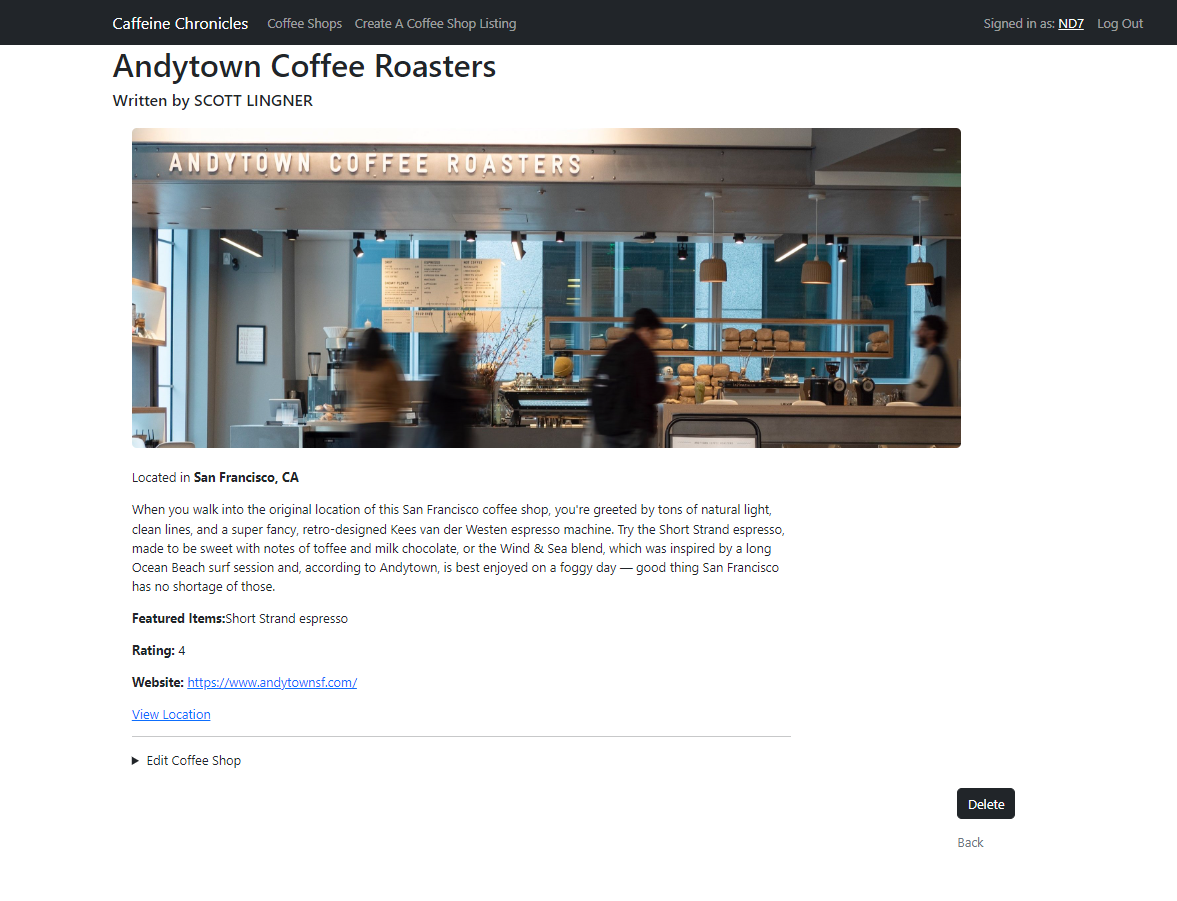 Caffeine Chronicles Coffee Shops Create A Coffee Shop Listing Signed in as: ND7 Log Out
Andytown Coffee Roasters
Written by SCOTT LINGNER
ANDYTOWN COFFEE ROASTERS
Located in San Francisco, CA
When you walk into the original location of this San Francisco coffee shop, you're greeted by tons of natural light,
clean lines, and a super fancy, retro-designed Kees van der Westen espresso machine. Try the Short Strand espresso,
made to be sweet with notes of toffee and milk chocolate, or the Wind & Sea blend, which was inspired by a long
Ocean Beach surf session and, according to Andytown, is best enjoyed on a foggy day — good thing San Francisco
has no shortage of those.
Featured Items:Short Strand espresso
Rating: 4
Website: https://www.andytownsf.com/
View Location
▶ Edit Coffee Shop
Delete
Back